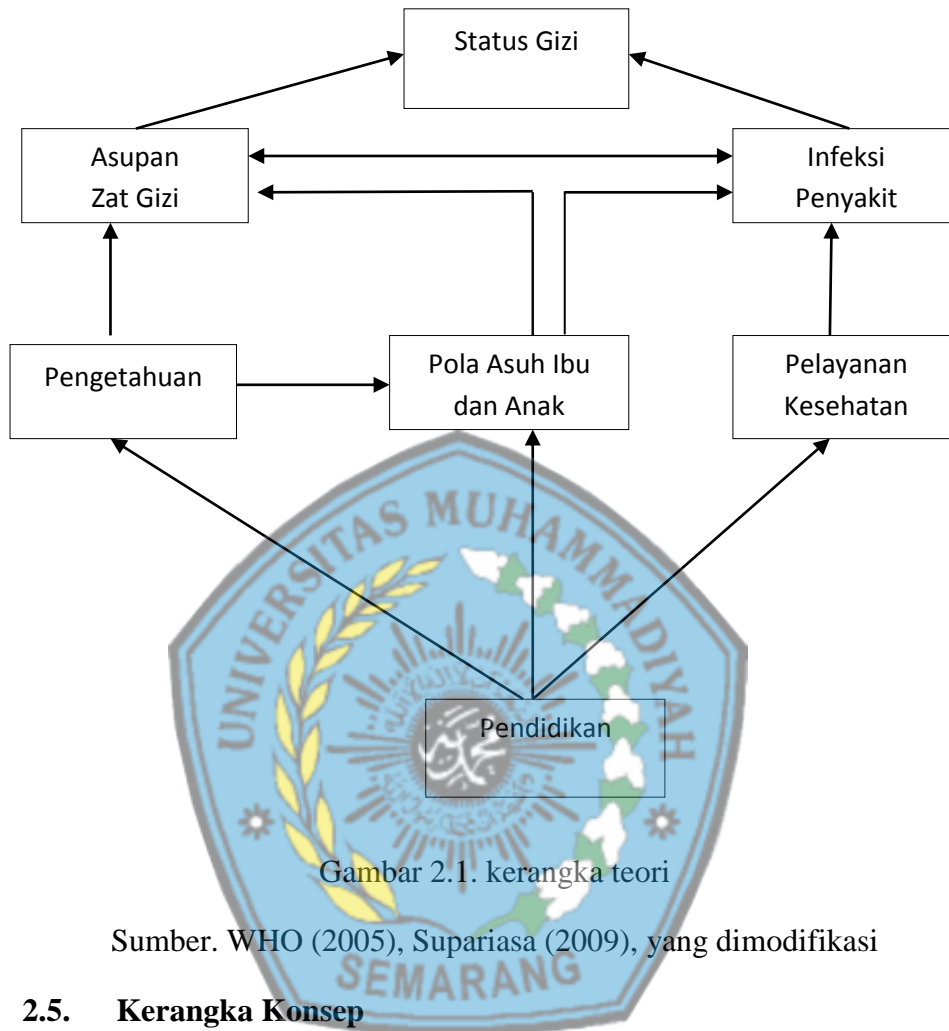 Status Gizi
Asupan
Zat Gizi
Infeksi
Penyakit
Pengetahuan
Pola Asuh Ibu
dan Anak
Pelayanan
Kesehatan
UNIVERSITAS MUHAMMADIYAH
Pendidikan
Gambar 2.1. kerangka teori
Sumber. WHO (2005), Supariasa (2009), yang dimodifikasi
SEMARANG
2.5. Kerangka Konsep